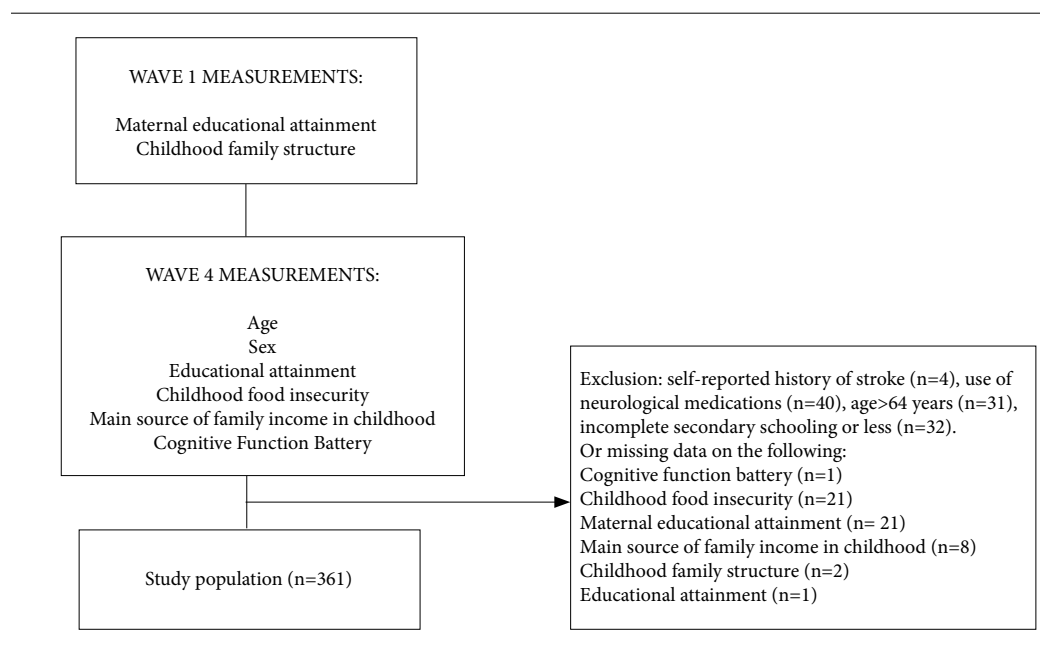 WAVE 1 MEASUREMENTS:
Maternal educational attainment
Childhood family structure
WAVE 4 MEASUREMENTS:
Age
Sex
Educational attainment
Childhood food insecurity
Main source of family income in childhood
Cognitive Function Battery
Exclusion: self-reported history of stroke (n=4), use of
neurological medications (n=40), age>64 years (n=31),
incomplete secondary schooling or less (n=32).
Or missing data on the following:
Cognitive function battery (n=1)
Childhood food insecurity (n=21)
Maternal educational attainment (n= 21)
Main source of family income in childhood (n=8)
Childhood family structure (n=2)
Educational attainment (n=1)
Study population (n=361)